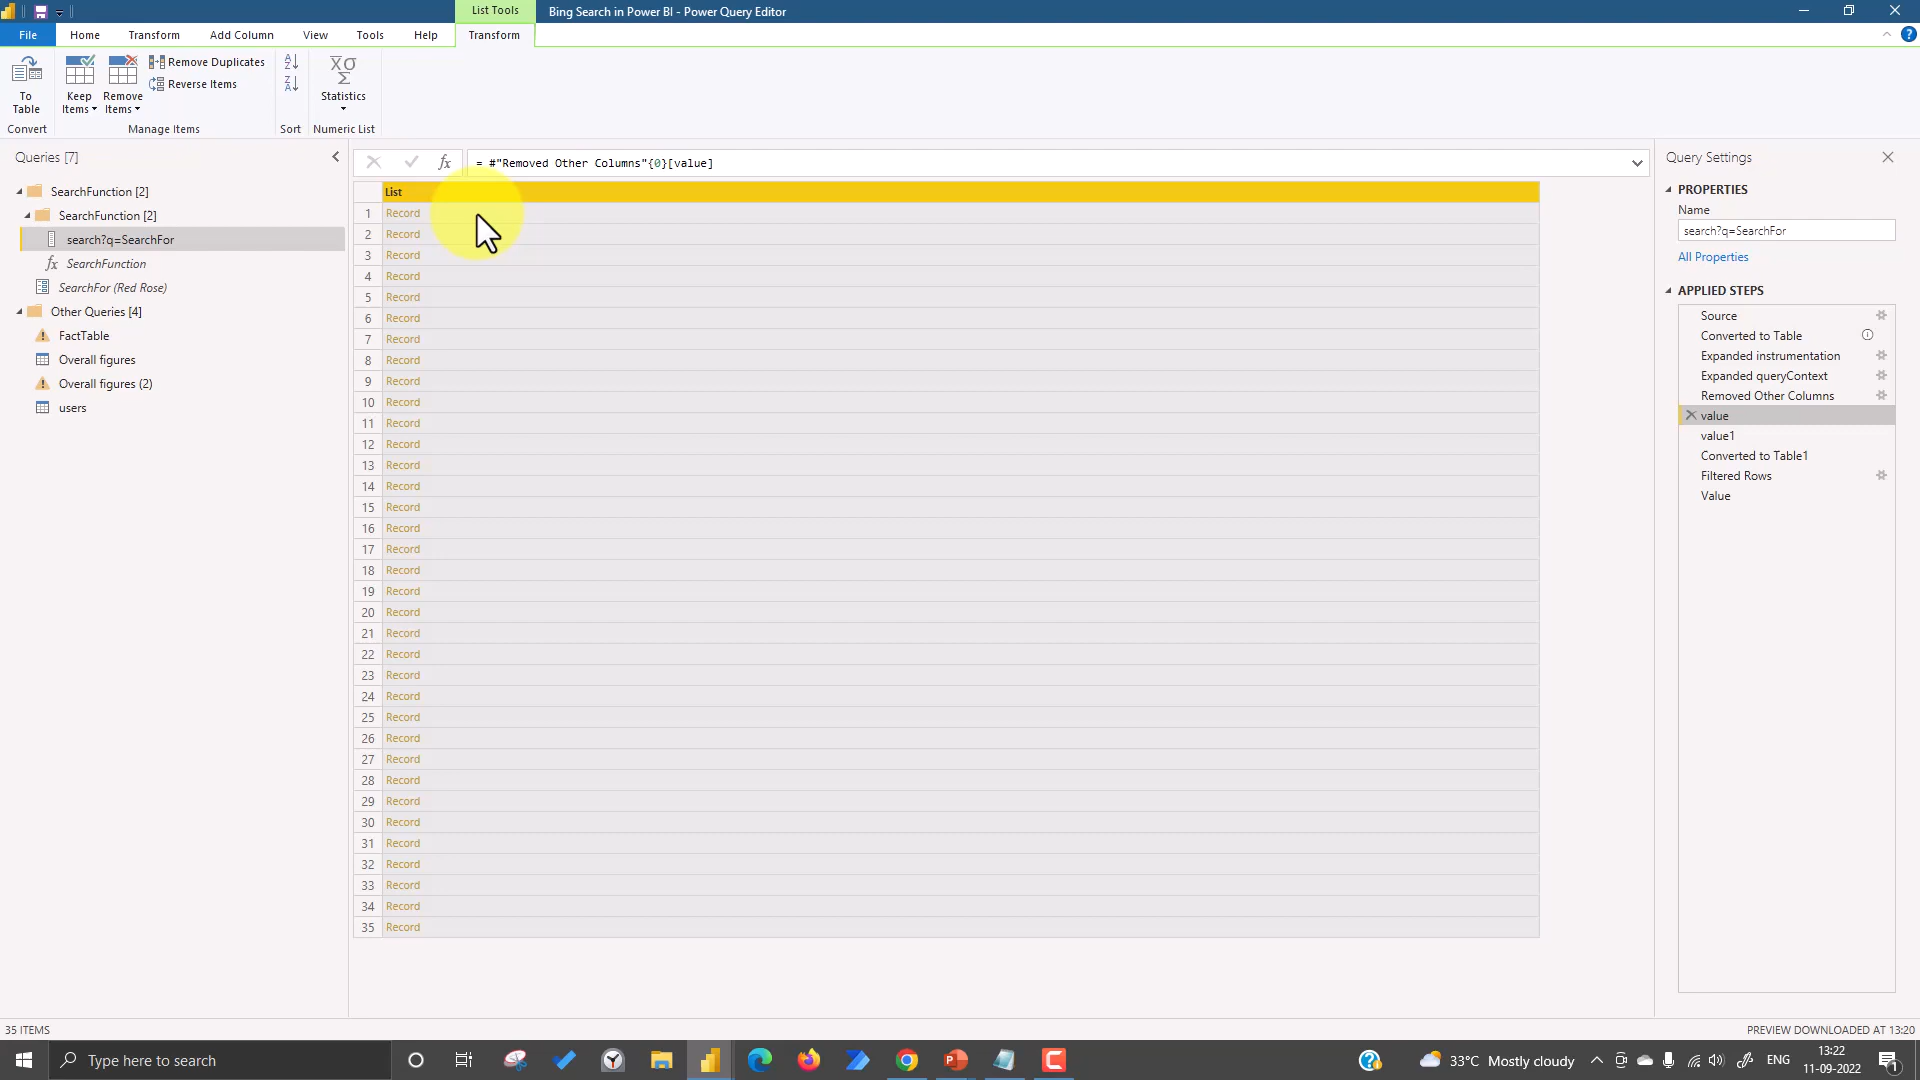 List Tools
Bing Search in Power BI - Power Query Editor
File
Home
Transform
Add Column
View
Tools
Help
Transform
To
Table
Keep
Items
Remove
Items
Remove Duplicates
Reverse Items
Statistics
Convert
Manage Items
Sort
Numeric List
Queries [7]
SearchFunction [2]
SearchFunction [2]
search?q=SearchFor
fx SearchFunction
SearchFor (Red Rose)
Other Queries [4]
FactTable
Overall figures
Overall figures (2)
users
fx
= #"Removed Other Columns"{0}[value]
List
1 Record
2 Record
3 Record
4 Record
5 Record
6 Record
7 Record
8 Record
9 Record
10 Record
11 Record
12 Record
13 Record
14 Record
15 Record
16 Record
17 Record
18 Record
19 Record
20 Record
21 Record
22 Record
23 Record
24 Record
25 Record
26 Record
27 Record
28 Record
29 Record
30 Record
31 Record
32 Record
33 Record
34 Record
35 Record
Query Settings
PROPERTIES
Name
search?q=SearchFor
All Properties
APPLIED STEPS
Source
Converted to Table
Expanded instrumentation
Expanded queryContext
Removed Other Columns
value
value1
Converted to Table1
Filtered Rows
Value
35 ITEMS
PREVIEW DOWNLOADED AT 13:20
Type here to search
33°C Mostly cloudy
ENG
13:22
11-09-2022
1